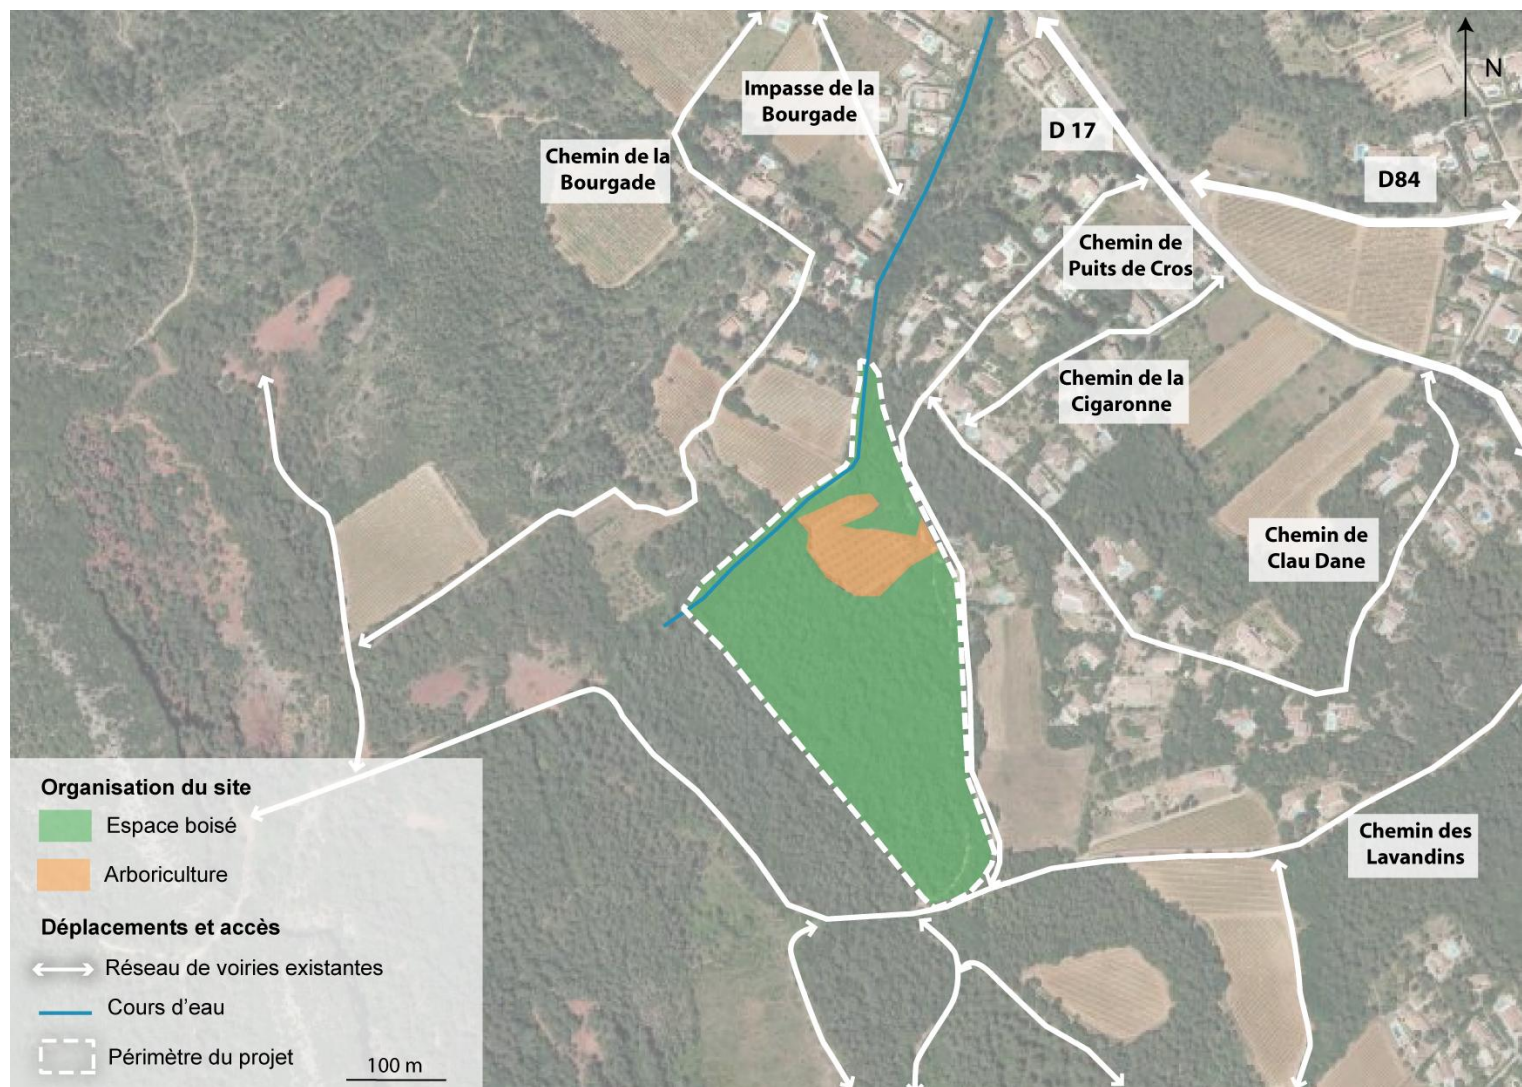 Impasse de la
Bourgade
N
D 17
Chemin de la
Bourgade
D84
Chemin de
Puits de Cros
Chemin de la
Cigaronne
Chemin de
Clau Dane
Chemin des
Lavandins
Organisation du site
Espace boisé
Arboriculture
Déplacements et accès
Réseau de voiries existantes
Cours d'eau
Périmètre du projet
100 m